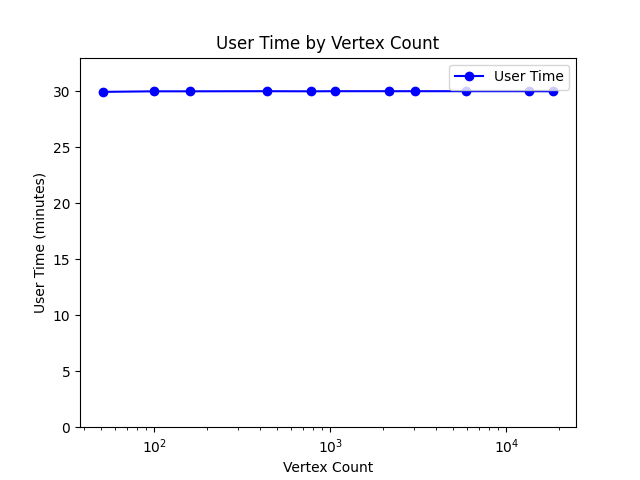 User Time by Vertex Count
User Time
30
25
20
15
10
5
0
User Time (minutes)
10²
10³
10⁴
Vertex Count